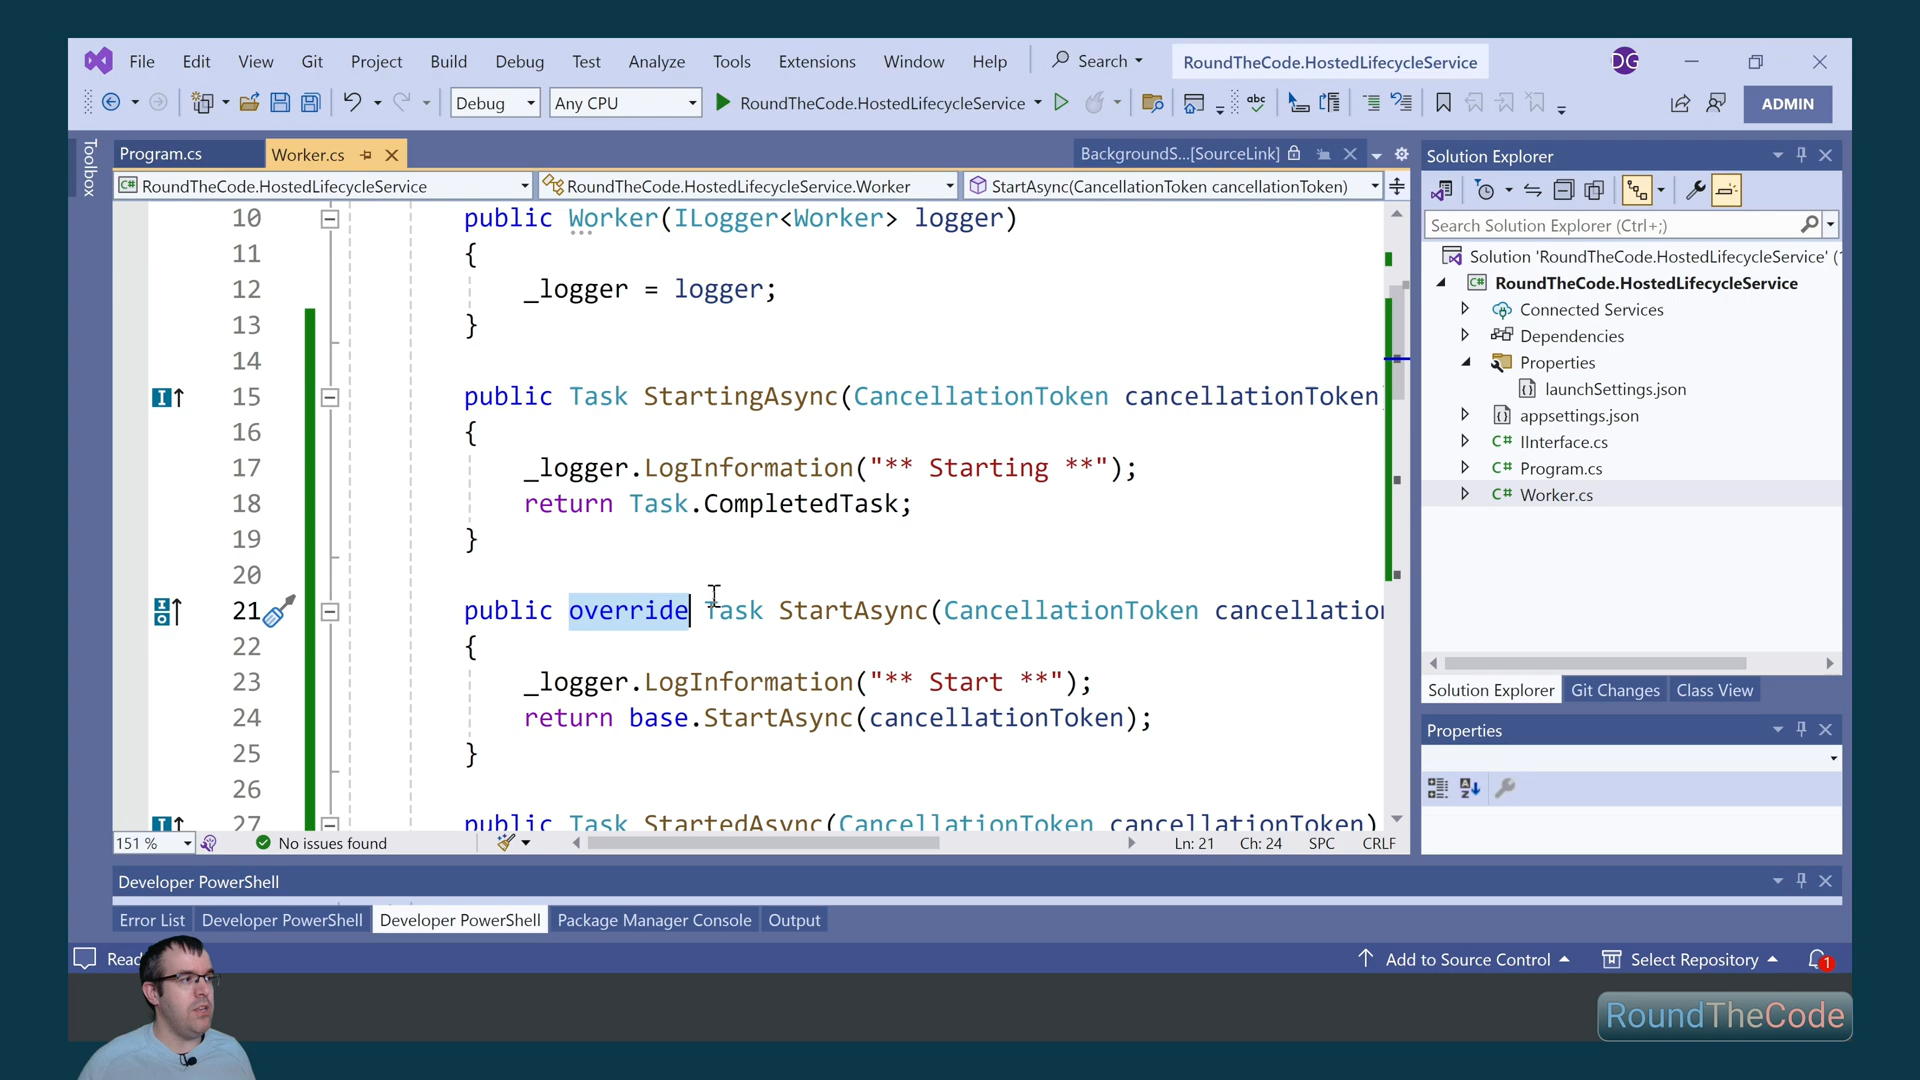 File Edit View Git Project Build Debug Test Analyze Tools Extensions Window Help Search RoundTheCode.HostedLifecycleService DG
Debug Any CPU RoundTheCode.HostedLifecycleService abc ADMIN
Toolbox
Program.cs Worker.cs BackgroundS...[SourceLink]
RoundTheCode.HostedLifecycleService RoundTheCode.HostedLifecycleService.Worker StartAsync(CancellationToken cancellationToken)
10 public Worker(ILogger<Worker> logger)
11 {
12 _logger = logger;
13 }
14
15 public Task StartingAsync(CancellationToken cancellationToken)
16 {
17 _logger.LogInformation("** Starting **");
18 return Task.CompletedTask;
19 }
20
21 public override Task StartAsync(CancellationToken cancellation
22 {
23 _logger.LogInformation("** Start **");
24 return base.StartAsync(cancellationToken);
25 }
26
27 public Task StartedAsync(CancellationToken cancellationToken)
151 % No issues found Ln: 21 Ch: 24 SPC CRLF
Solution Explorer
Search Solution Explorer (Ctrl+;)
Solution 'RoundTheCode.HostedLifecycleService' (
RoundTheCode.HostedLifecycleService
Connected Services
Dependencies
Properties
launchSettings.json
appsettings.json
C# IInterface.cs
C# Program.cs
C# Worker.cs
Solution Explorer Git Changes Class View
Properties
Developer PowerShell
Error List Developer PowerShell Developer PowerShell Package Manager Console Output
Read Add to Source Control Select Repository 1
RoundTheCode